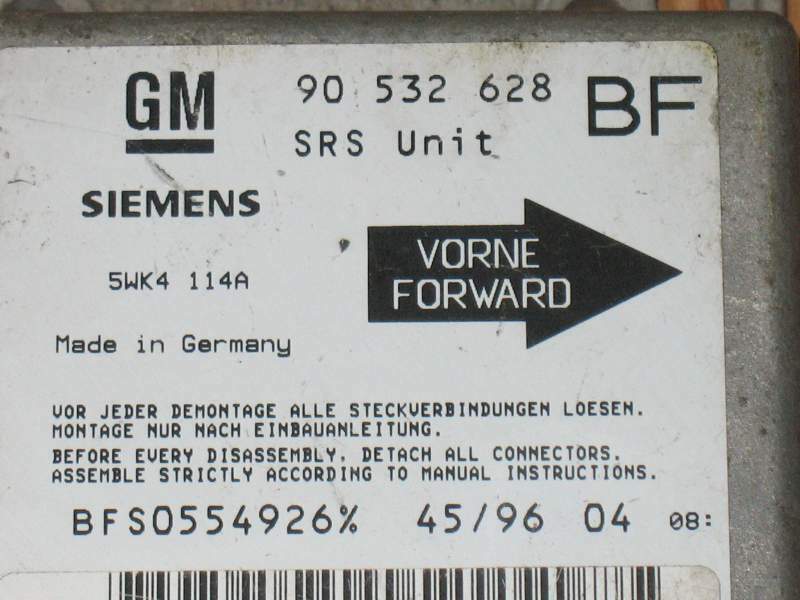 GM
90 532 628
BF
SRS Unit
SIEMENS
VORNE
FORWARD
5WK4 114A
Made in Germany
VOR JEDER DEMONTAGE ALLE STECKVERBINDUNGEN LOESEN.
MONTAGE NUR NACH EINBAUANLEITUNG.
BEFORE EVERY DISASSEMBLY, DETACH ALL CONNECTORS.
ASSEMBLE STRICTLY ACCORDING TO MANUAL INSTRUCTIONS.
BFS0554926% 45/96 04 08: